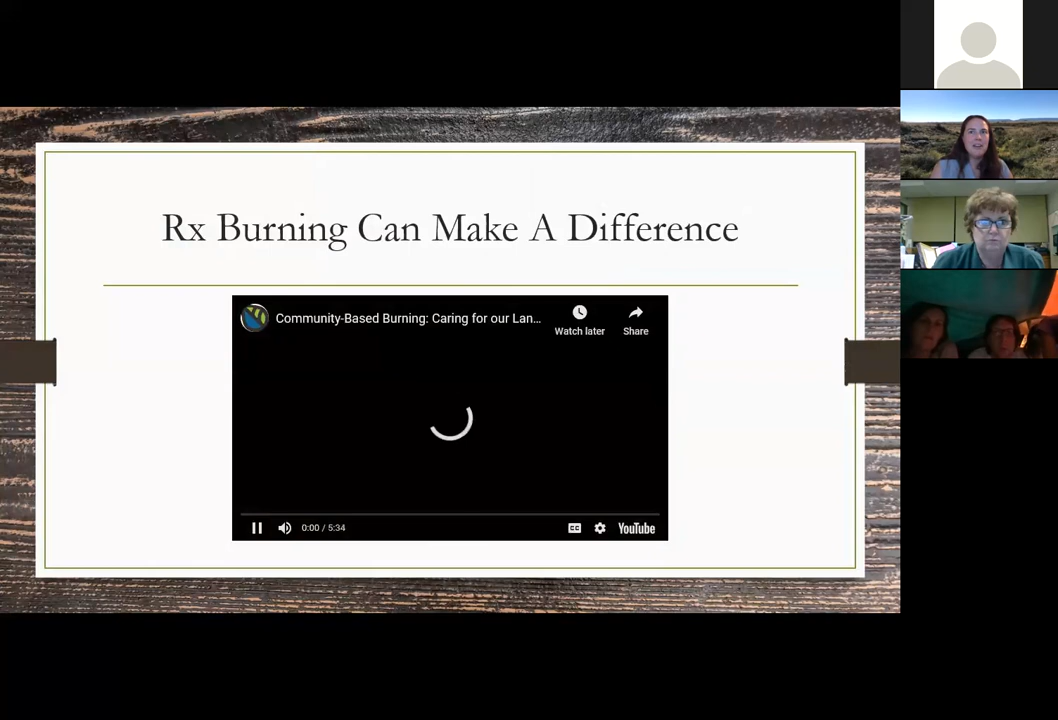 Rx Burning Can Make A Difference
Community-Based Burning: Caring for our Lan...
Watch later
Share
0:00 / 5:34
CC
YouTube